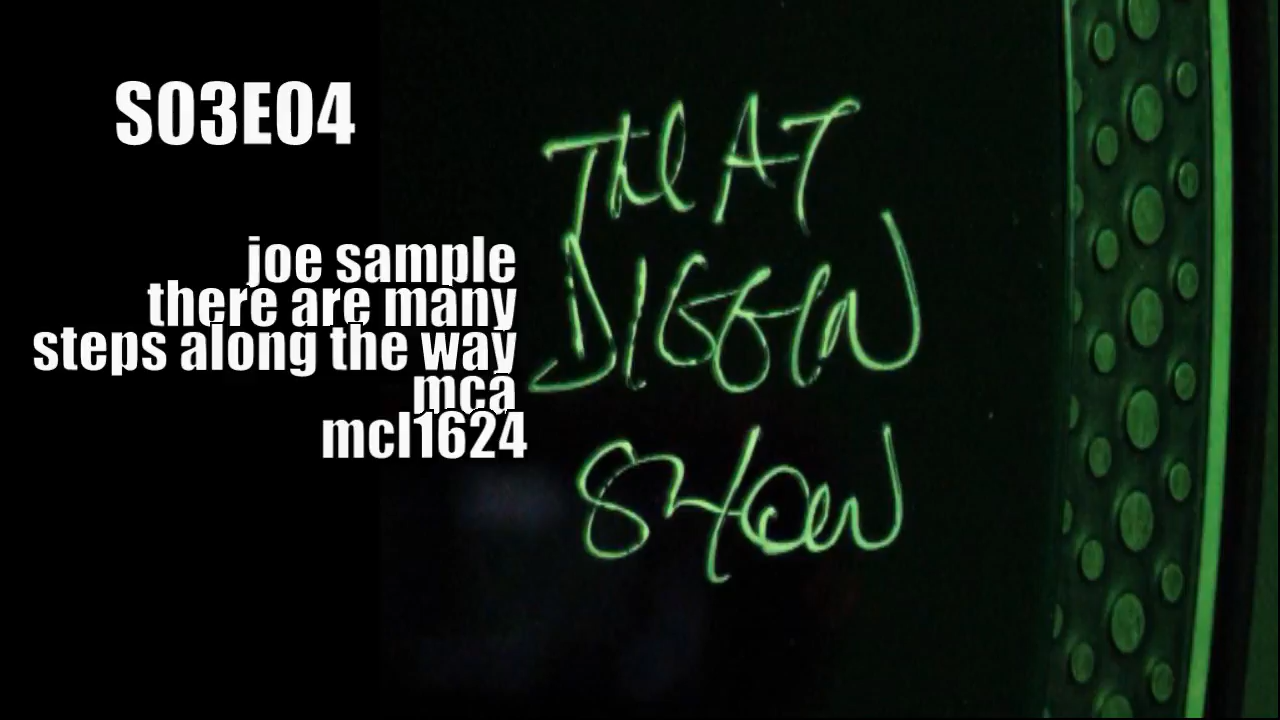 S03E04
joe sample
there are many
steps along the way
mca
mcl1624
ThE AT
DIGGIN
SHOW